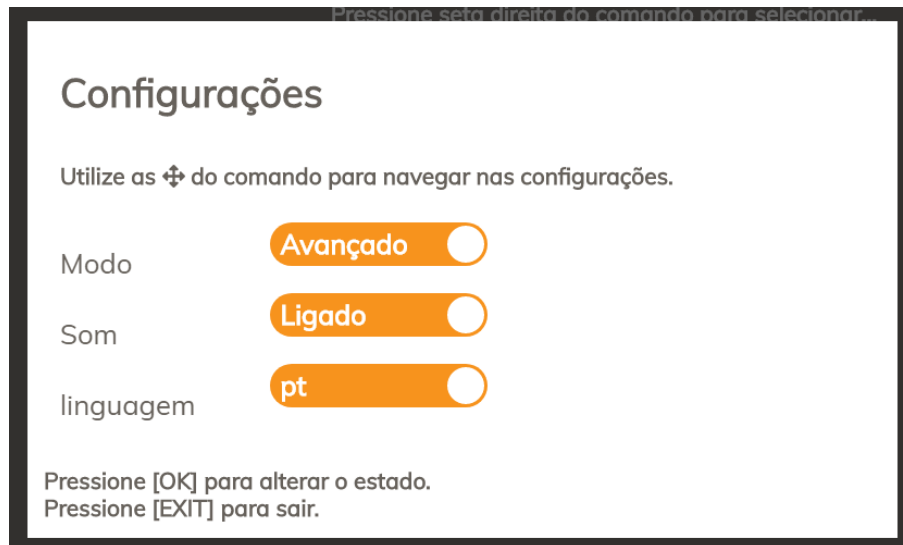 Pressione seta direita do comando para selecionar...
Configurações
Utilize as do comando para navegar nas configurações.
Modo
Avançado
Som
Ligado
linguagem
pt
Pressione [OK] para alterar o estado.
Pressione [EXIT] para sair.